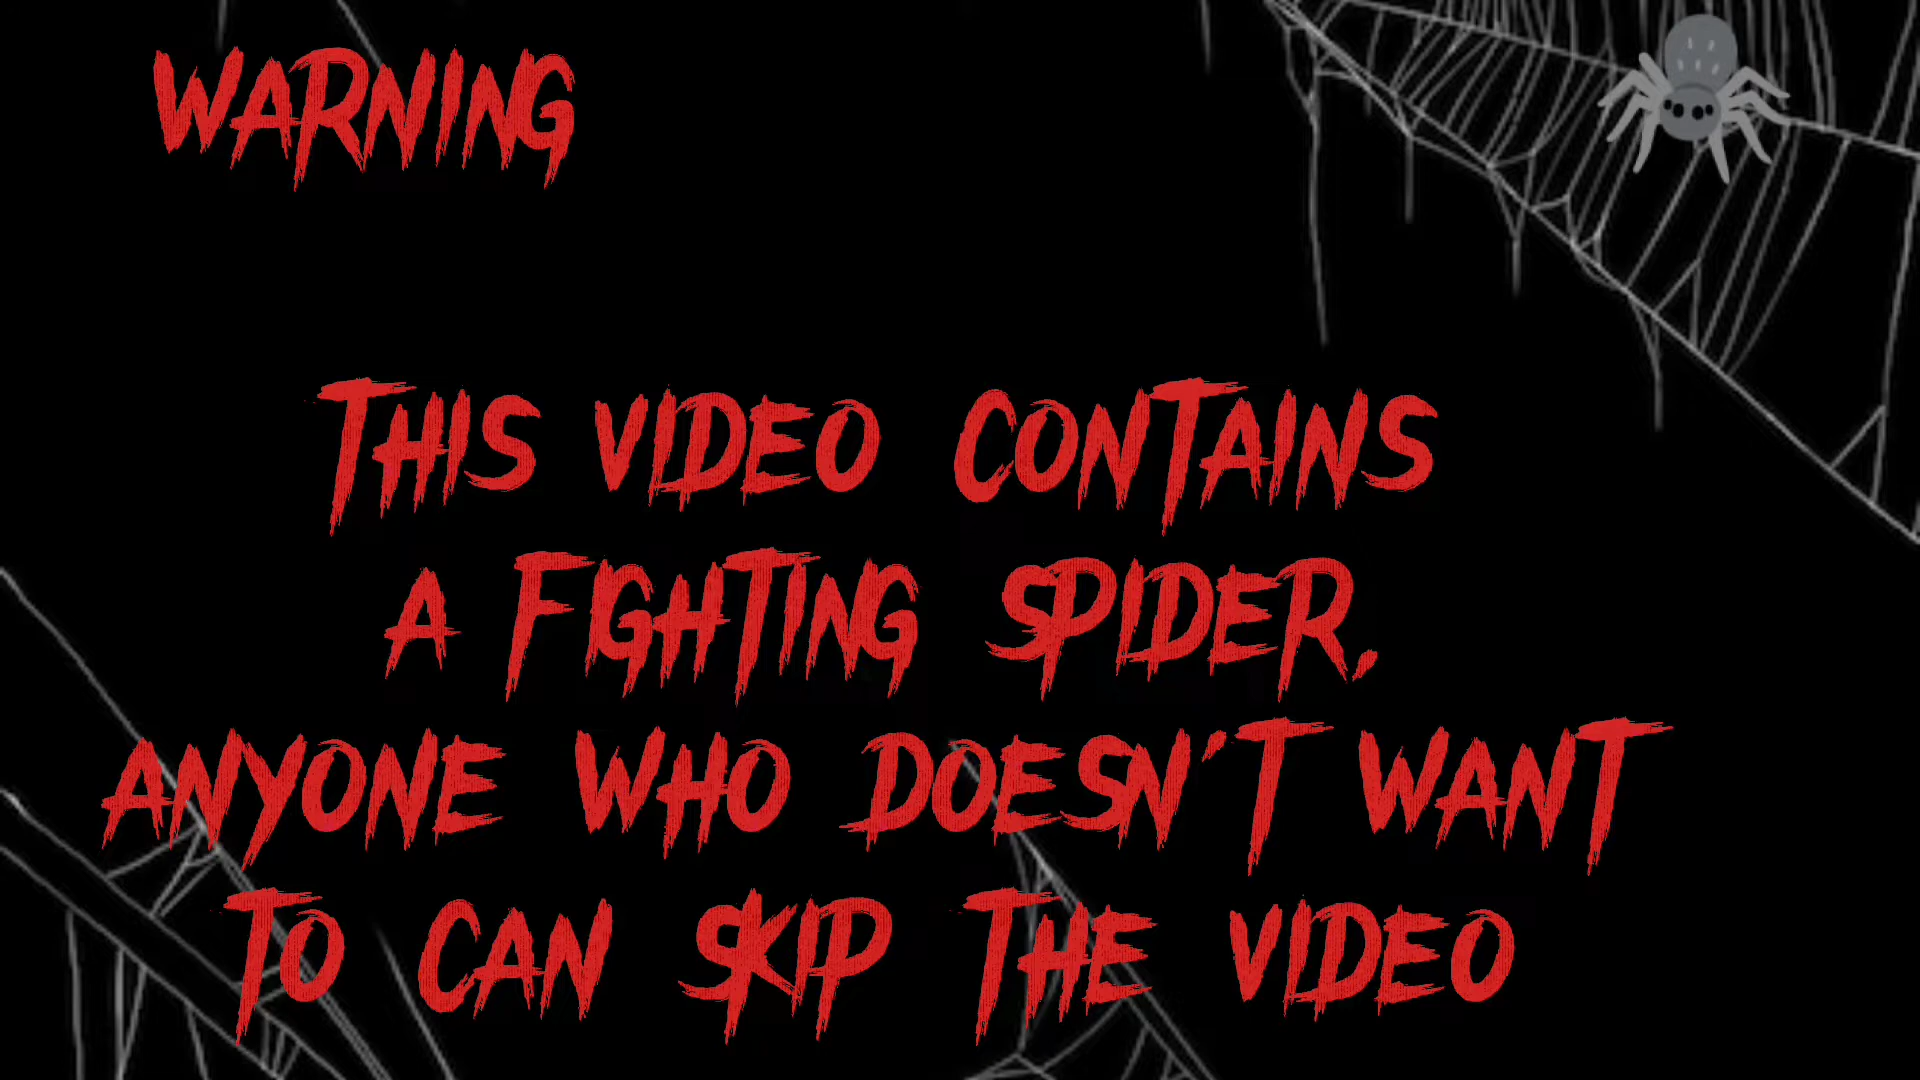 WARNING
THIS VIDEO CONTAINS
A FIGHTING SPIDER,
ANYONE WHO DOESN'T WANT
TO CAN SKIP THE VIDEO